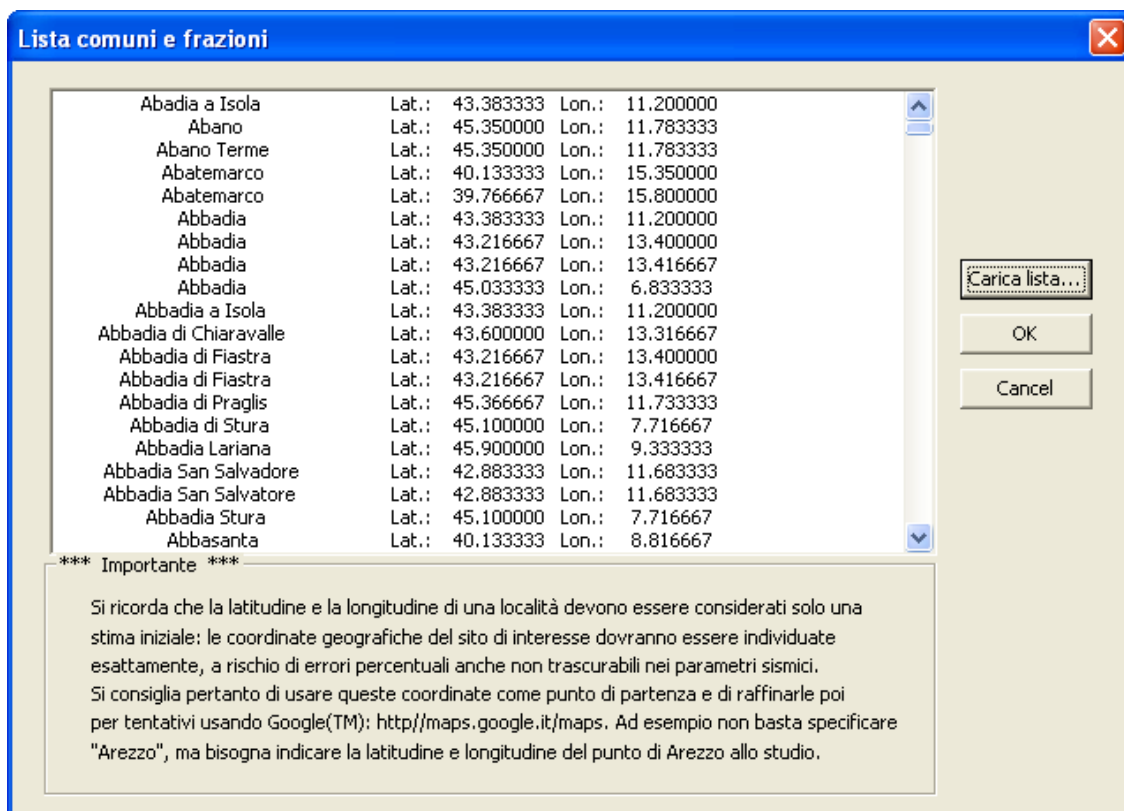 Lista comuni e frazioni
Abadia a Isola Lat.: 43.383333 Lon.: 11.200000
Abano Lat.: 45.350000 Lon.: 11.783333
Abano Terme Lat.: 45.350000 Lon.: 11.783333
Abatemarco Lat.: 40.133333 Lon.: 15.350000
Abatemarco Lat.: 39.766667 Lon.: 15.800000
Abbadia Lat.: 43.383333 Lon.: 11.200000
Abbadia Lat.: 43.216667 Lon.: 13.400000
Abbadia Lat.: 43.216667 Lon.: 13.416667
Abbadia Lat.: 45.033333 Lon.: 6.833333
Abbadia a Isola Lat.: 43.383333 Lon.: 11.200000
Abbadia di Chiaravalle Lat.: 43.600000 Lon.: 13.316667
Abbadia di Fiastra Lat.: 43.216667 Lon.: 13.400000
Abbadia di Fiastra Lat.: 43.216667 Lon.: 13.416667
Abbadia di Praglis Lat.: 45.366667 Lon.: 11.733333
Abbadia di Stura Lat.: 45.100000 Lon.: 7.716667
Abbadia Lariana Lat.: 45.900000 Lon.: 9.333333
Abbadia San Salvadore Lat.: 42.883333 Lon.: 11.683333
Abbadia San Salvatore Lat.: 42.883333 Lon.: 11.683333
Abbadia Stura Lat.: 45.100000 Lon.: 7.716667
Abbasanta Lat.: 40.133333 Lon.: 8.816667
Carica lista...
OK
Cancel
*** Importante ***
Si ricorda che la latitudine e la longitudine di una località devono essere considerati solo una
stima iniziale: le coordinate geografiche del sito di interesse dovranno essere individuate
esattamente, a rischio di errori percentuali anche non trascurabili nei parametri sismici.
Si consiglia pertanto di usare queste coordinate come punto di partenza e di raffinarle poi
per tentativi usando Google(TM): http//maps.google.it/maps. Ad esempio non basta specificare
"Arezzo", ma bisogna indicare la latitudine e longitudine del punto di Arezzo allo studio.